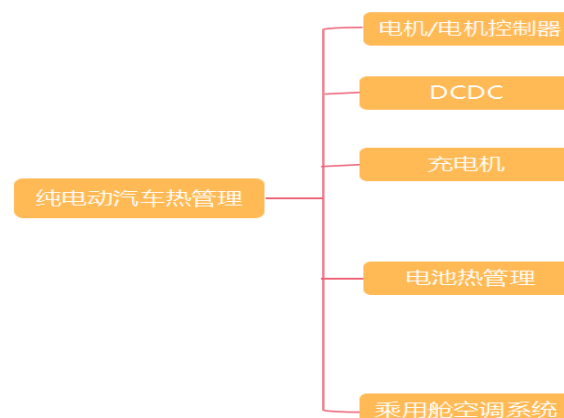 电机/电机控制器
DCDC
充电机
纯电动汽车热管理
电池热管理
乘用舱空调系统